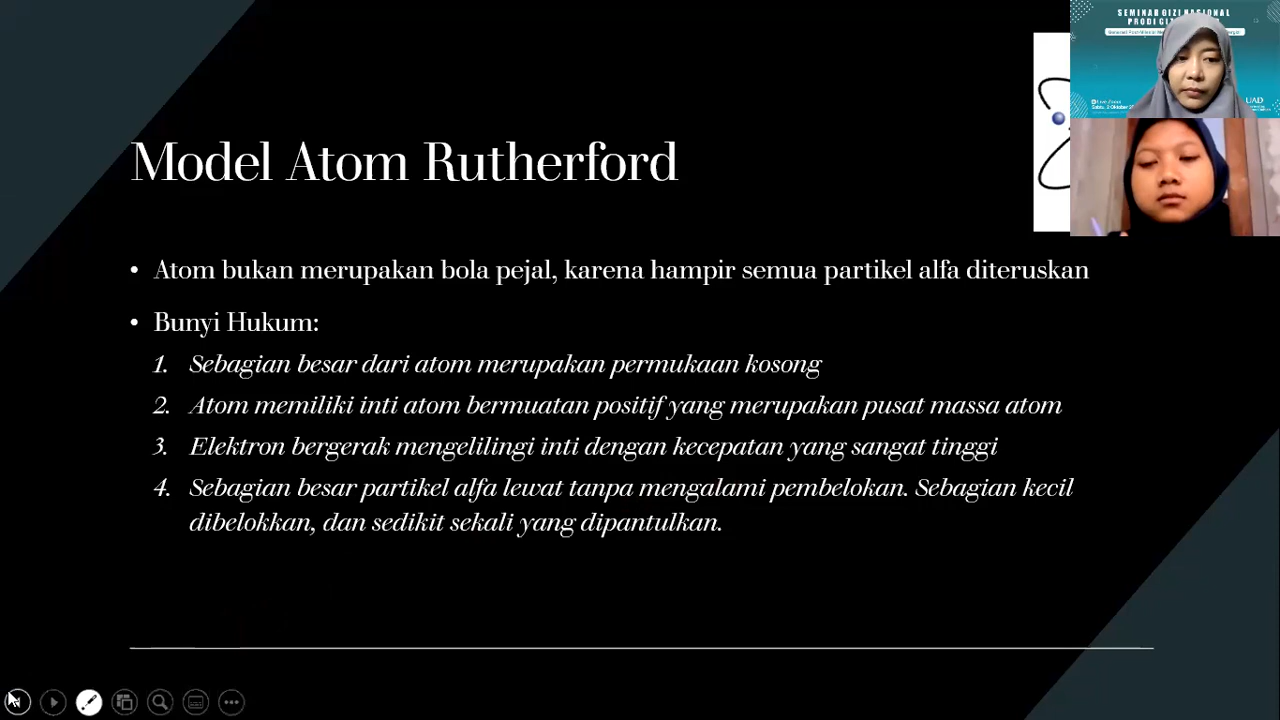 SEMINAR GIZI NASIONAL
PRODI
UAD
Model Atom Rutherford
• Atom bukan merupakan bola pejal, karena hampir semua partikel alfa diteruskan
• Bunyi Hukum:
1. Sebagian besar dari atom merupakan permukaan kosong
2. Atom memiliki inti atom bermuatan positif yang merupakan pusat massa atom
3. Elektron bergerak mengelilingi inti dengan kecepatan yang sangat tinggi
4. Sebagian besar partikel alfa lewat tanpa mengalami pembelokan. Sebagian kecil
dibelokkan, dan sedikit sekali yang dipantulkan.